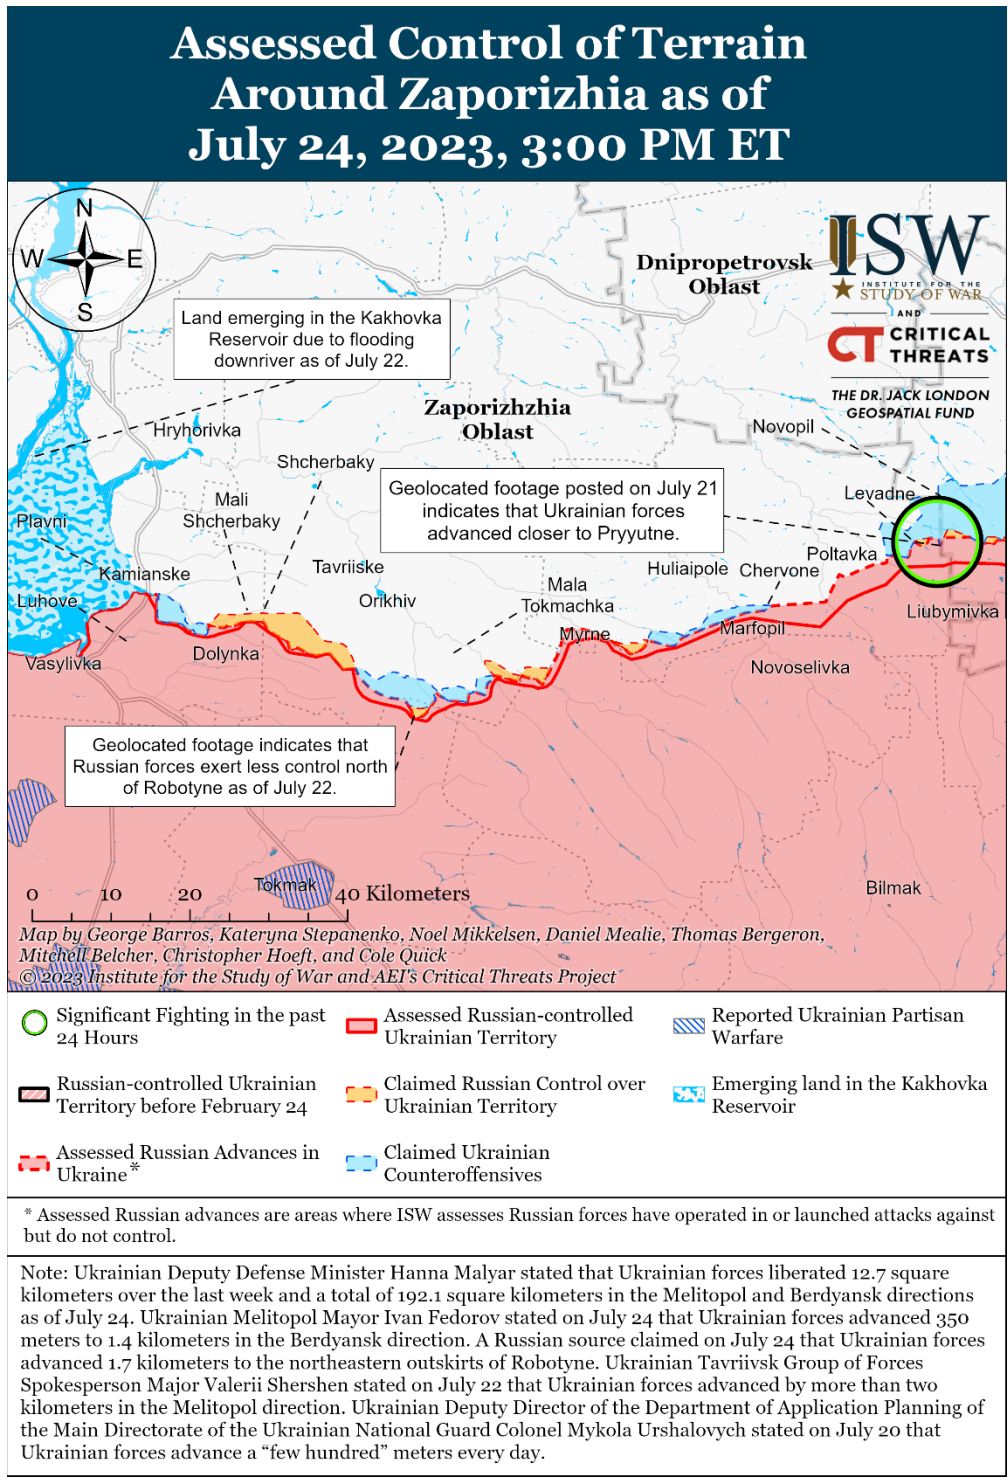 Assessed Control of Terrain
Around Zaporizhia as of
July 24, 2023, 3:00 PM ET
N
W
E
S
Dnipropetrovsk
Oblast
ISW
INSTITUTE FOR THE
STUDY OF WAR
AND
CT CRITICAL
THREATS
THE DR. JACK LONDON
GEOSPATIAL FUND
Land emerging in the Kakhovka
Reservoir due to flooding
downriver as of July 22.
Zaporizhzhia
Oblast
Hryhorivka
Novopil
Shcherbaky
Geolocated footage posted on July 21
indicates that Ukrainian forces
advanced closer to Pryyutne.
Levadne
Mali
Shcherbaky
Plavni
Poltavka
Kamianske
Tavriiske
Huliaipole
Chervone
Mala
Tokmachka
Luhove
Orikhiv
Liubymivka
Myrne
Marfopil
Vasylivka
Dolynka
Novoselivka
Geolocated footage indicates that
Russian forces exert less control north
of Robotyne as of July 22.
Tokmak
Bilmak
0 10 20 40 Kilometers
Map by George Barros, Kateryna Stepanenko, Noel Mikkelsen, Daniel Mealie, Thomas Bergeron,
Mitchell Belcher, Christopher Hoeft, and Cole Quick
© 2023 Institute for the Study of War and AEI's Critical Threats Project
Significant Fighting in the past
24 Hours
Assessed Russian-controlled
Ukrainian Territory
Reported Ukrainian Partisan
Warfare
Russian-controlled Ukrainian
Territory before February 24
Claimed Russian Control over
Ukrainian Territory
Emerging land in the Kakhovka
Reservoir
Assessed Russian Advances in
Ukraine*
Claimed Ukrainian
Counteroffensives
* Assessed Russian advances are areas where ISW assesses Russian forces have operated in or launched attacks against
but do not control.
Note: Ukrainian Deputy Defense Minister Hanna Malyar stated that Ukrainian forces liberated 12.7 square
kilometers over the last week and a total of 192.1 square kilometers in the Melitopol and Berdyansk directions
as of July 24. Ukrainian Melitopol Mayor Ivan Fedorov stated on July 24 that Ukrainian forces advanced 350
meters to 1.4 kilometers in the Berdyansk direction. A Russian source claimed on July 24 that Ukrainian forces
advanced 1.7 kilometers to the northeastern outskirts of Robotyne. Ukrainian Tavriivsk Group of Forces
Spokesperson Major Valerii Shershen stated on July 22 that Ukrainian forces advanced by more than two
kilometers in the Melitopol direction. Ukrainian Deputy Director of the Department of Application Planning of
the Main Directorate of the Ukrainian National Guard Colonel Mykola Urshalovych stated on July 20 that
Ukrainian forces advance a “few hundred” meters every day.